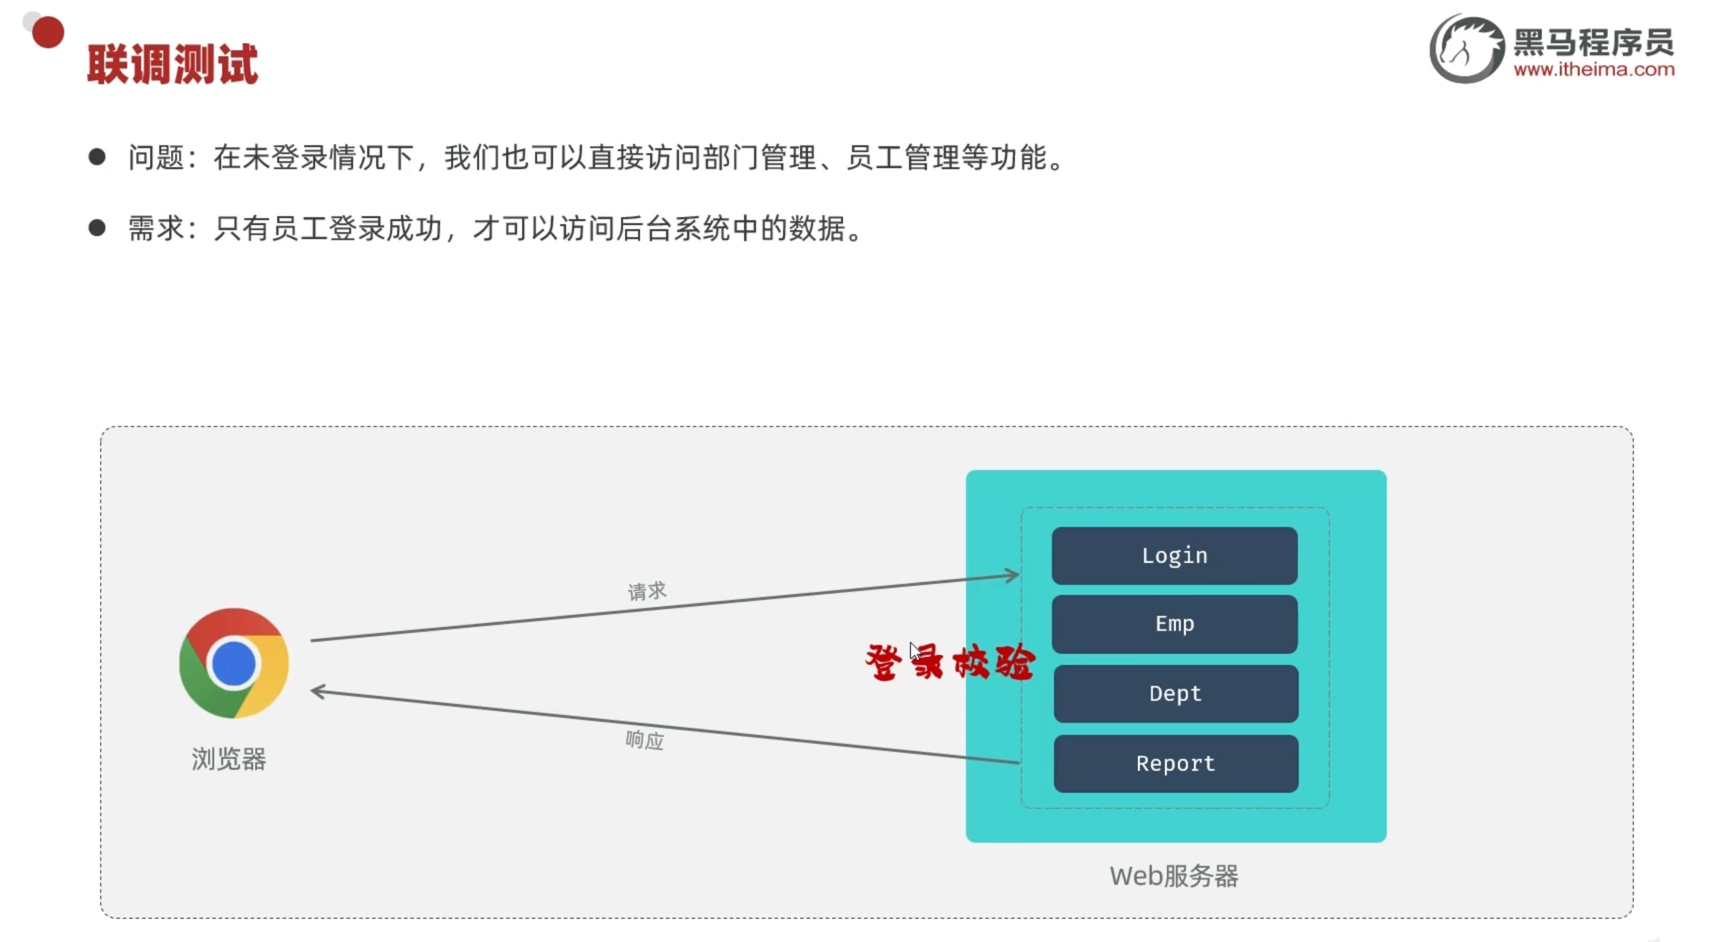 联调测试
黑马程序员
www.itheima.com
问题：在未登录情况下，我们也可以直接访问部门管理、员工管理等功能。
需求：只有员工登录成功，才可以访问后台系统中的数据。
请求
Login
Emp
登录校验
Dept
响应
Report
浏览器
Web服务器